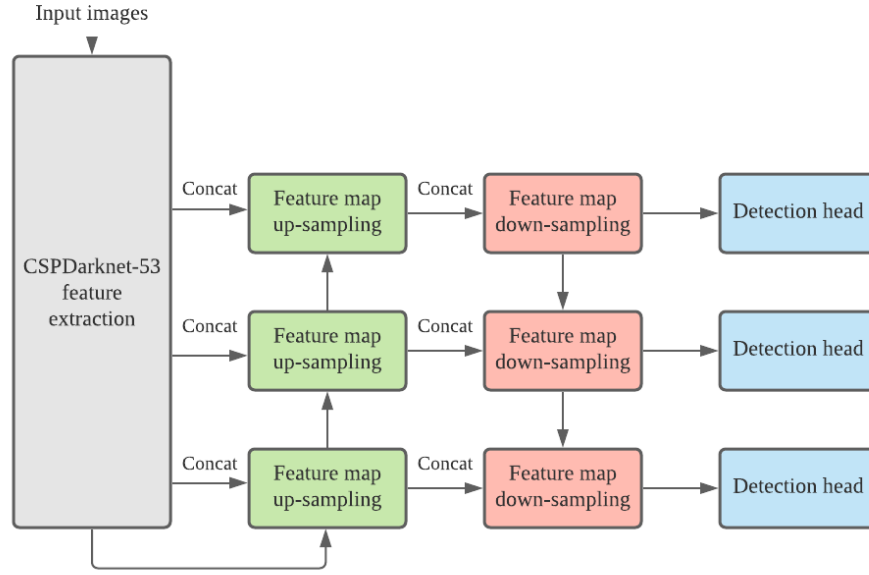 Input images
CSPDarknet-53
feature
extraction
Concat
Feature map
up-sampling
Concat
Feature map
down-sampling
Detection head
Concat
Feature map
up-sampling
Concat
Feature map
down-sampling
Detection head
Concat
Feature map
up-sampling
Concat
Feature map
down-sampling
Detection head